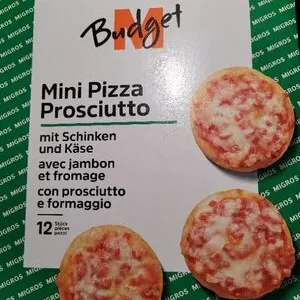 M
Budget
Mini Pizza
Prosciutto
mit Schinken
und Käse
avec jambon
et fromage
con prosciutto
e formaggio
12 Stück
pièces
pezzi
MIGROS